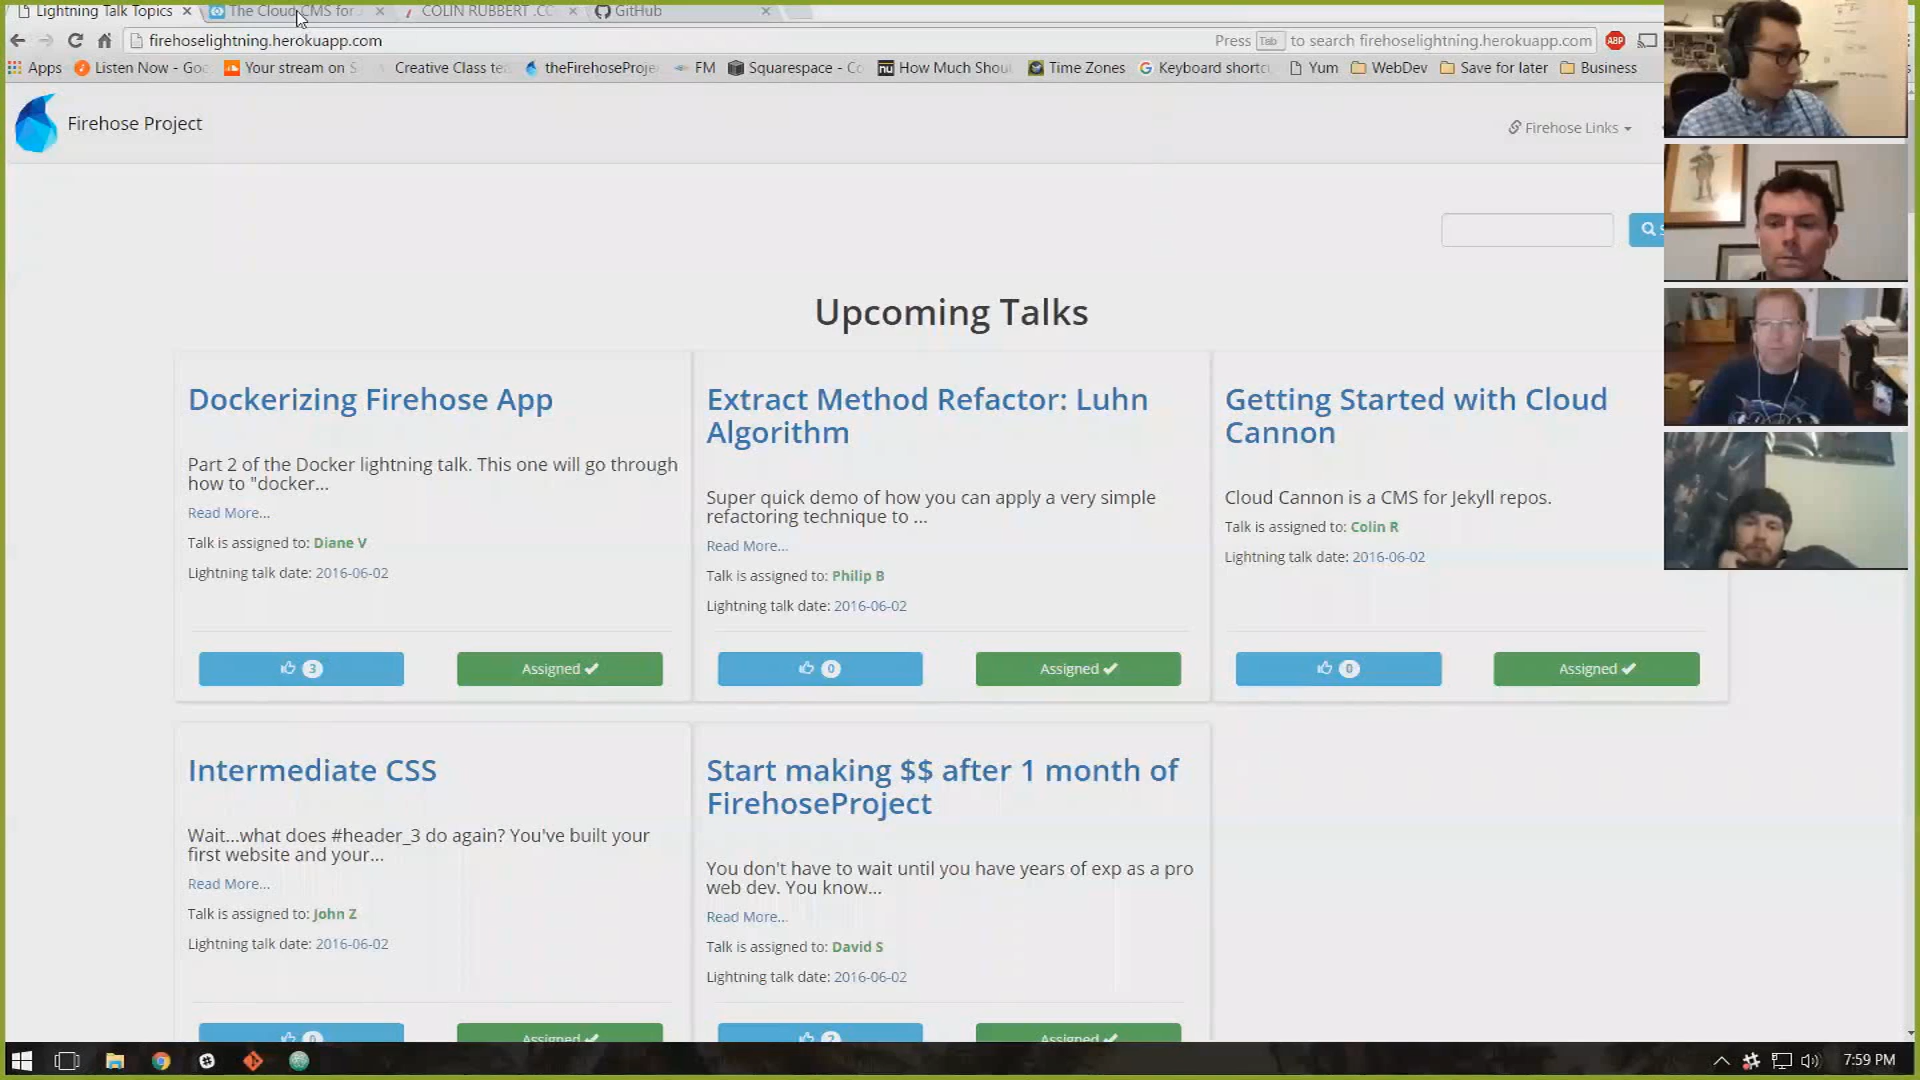 Lightning Talk Topics
The Cloud CMS for
COLIN RUBBERT .CO
GitHub
firehoselightning.herokuapp.com
Press Tab to search firehoselightning.herokuapp.com
ABP
Apps
Listen Now - Goo
Your stream on S
Creative Class tea
theFirehoseProje
FM
Squarespace - Co
nu
How Much Shou
Time Zones
Keyboard shortc
Yum
WebDev
Save for later
Business
Firehose Project
Firehose Links
Upcoming Talks
Dockerizing Firehose App
Part 2 of the Docker lightning talk. This one will go through
how to "docker...
Read More...
Talk is assigned to: Diane V
Lightning talk date: 2016-06-02
3
Assigned
Extract Method Refactor: Luhn
Algorithm
Super quick demo of how you can apply a very simple
refactoring technique to ...
Read More...
Talk is assigned to: Philip B
Lightning talk date: 2016-06-02
0
Assigned
Getting Started with Cloud
Cannon
Cloud Cannon is a CMS for Jekyll repos.
Talk is assigned to: Colin R
Lightning talk date: 2016-06-02
0
Assigned
Intermediate CSS
Wait...what does #header_3 do again? You've built your
first website and your...
Read More...
Talk is assigned to: John Z
Lightning talk date: 2016-06-02
0
Assigned
Start making $$ after 1 month of
FirehoseProject
You don't have to wait until you have years of exp as a pro
web dev. You know...
Read More...
Talk is assigned to: David S
Lightning talk date: 2016-06-02
2
Assigned
7:59 PM